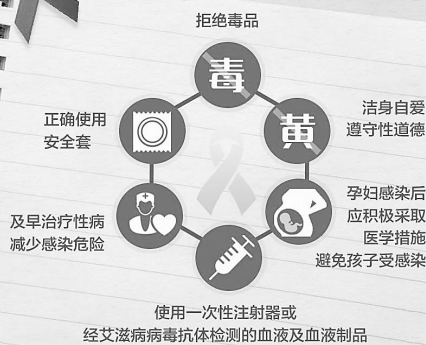 拒绝毒品
毒
正确使用
安全套
洁身自爱
遵守性道德
黄
及早治疗性病
减少感染危险
孕妇感染后
应积极采取
医学措施
避免孩子受感染
使用一次性注射器或
经艾滋病病毒抗体检测的血液及血液制品